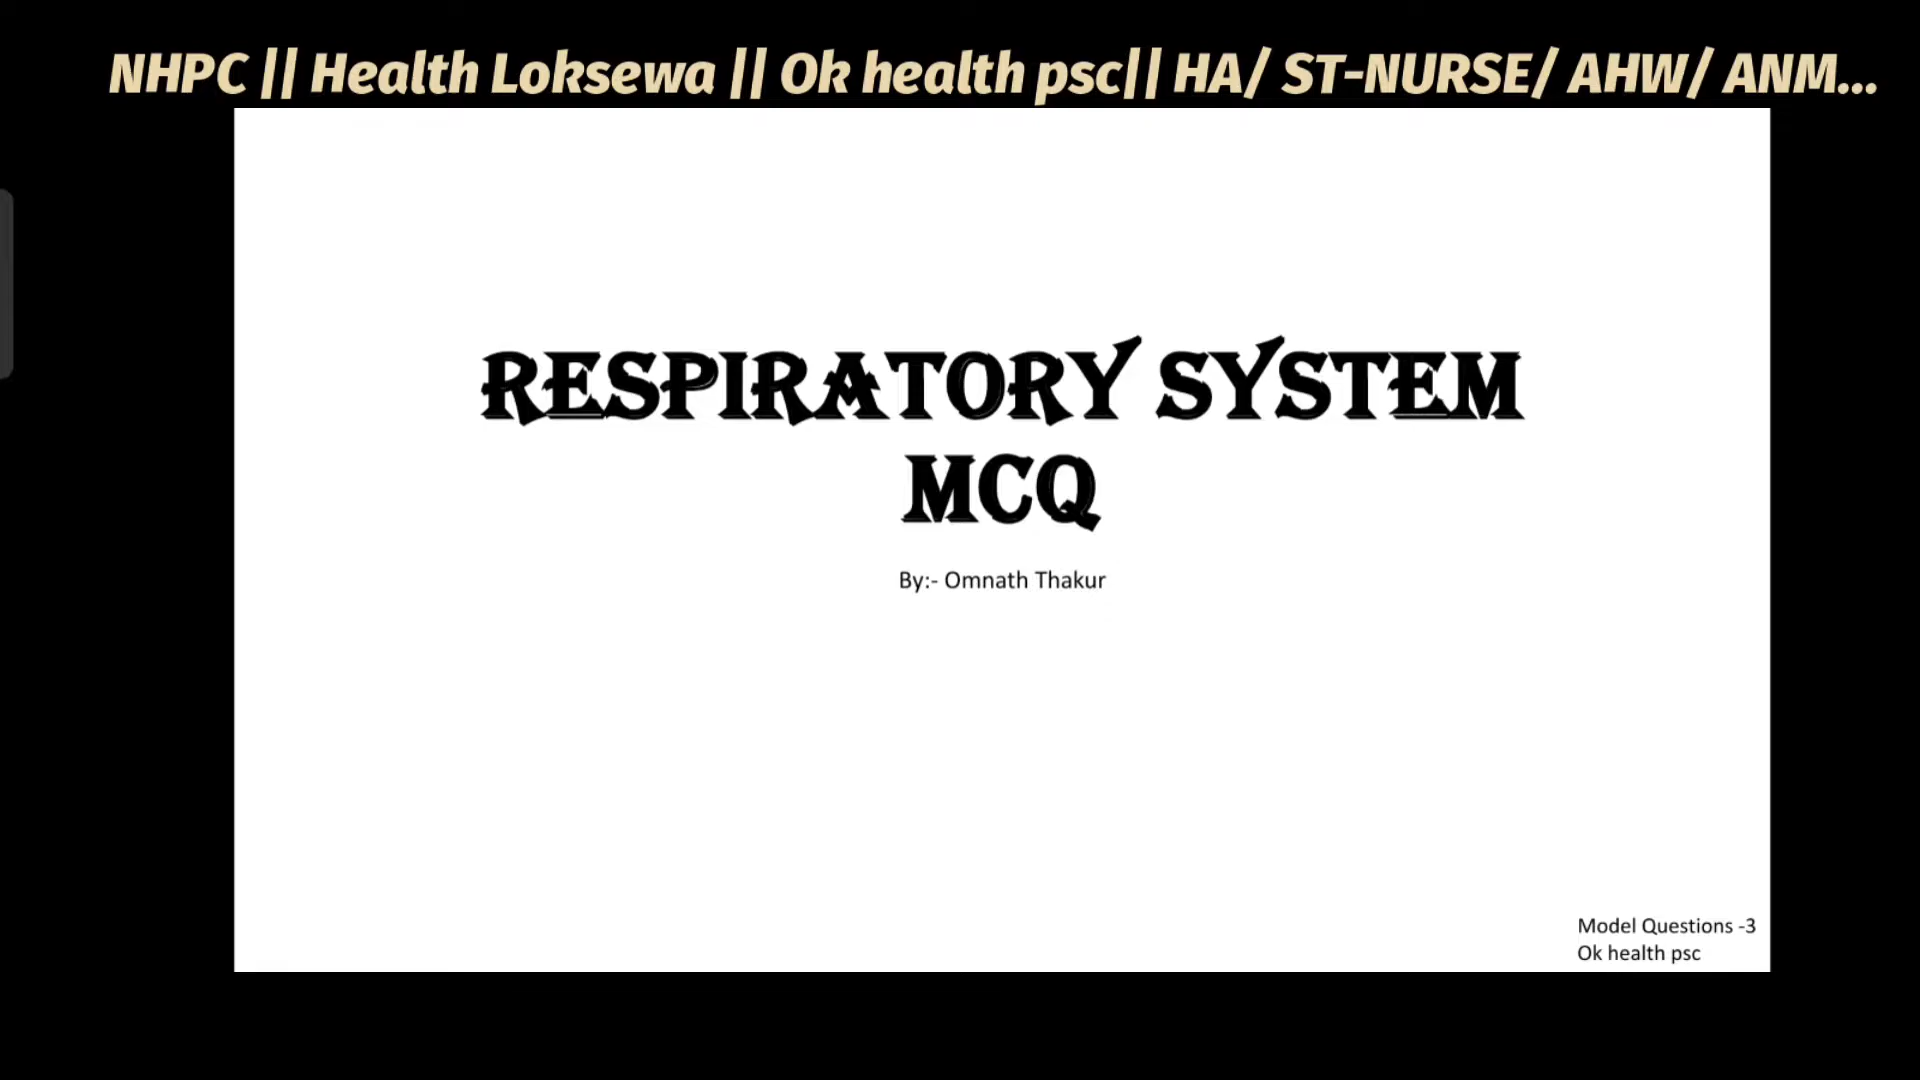 NHPC || Health Loksewa || Ok health psc|| HA/ ST-NURSE/ AHW/ ANM...
RESPIRATORY SYSTEM
MCQ
By:- Omnath Thakur
Model Questions -3
Ok health psc